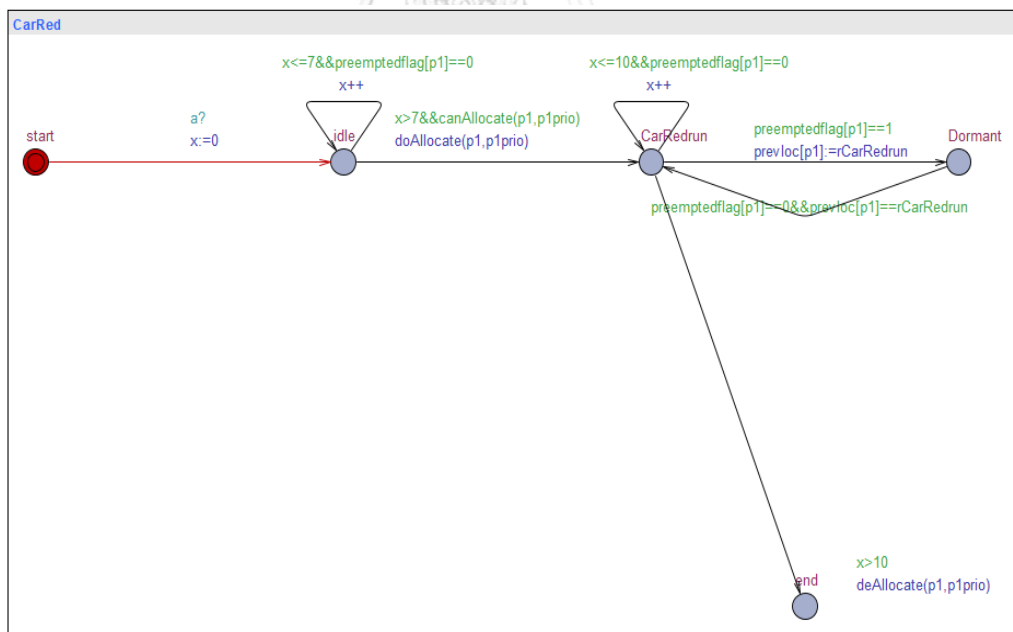 CarRed
x<=7&&preemptedflag[p1]==0
x++
x<=10&&preemptedflag[p1]==0
x++
a?
x:=0
x>7&&canAllocate(p1,p1prio)
doAllocate(p1,p1prio)
start
idle
CarRedrun
preemptedflag[p1]==1
prevloc[p1]:=rCarRedrun
Dormant
preemptedflag[p1]==0&&prevloc[p1]==rCarRedrun
x>10
deAllocate(p1,p1prio)
end